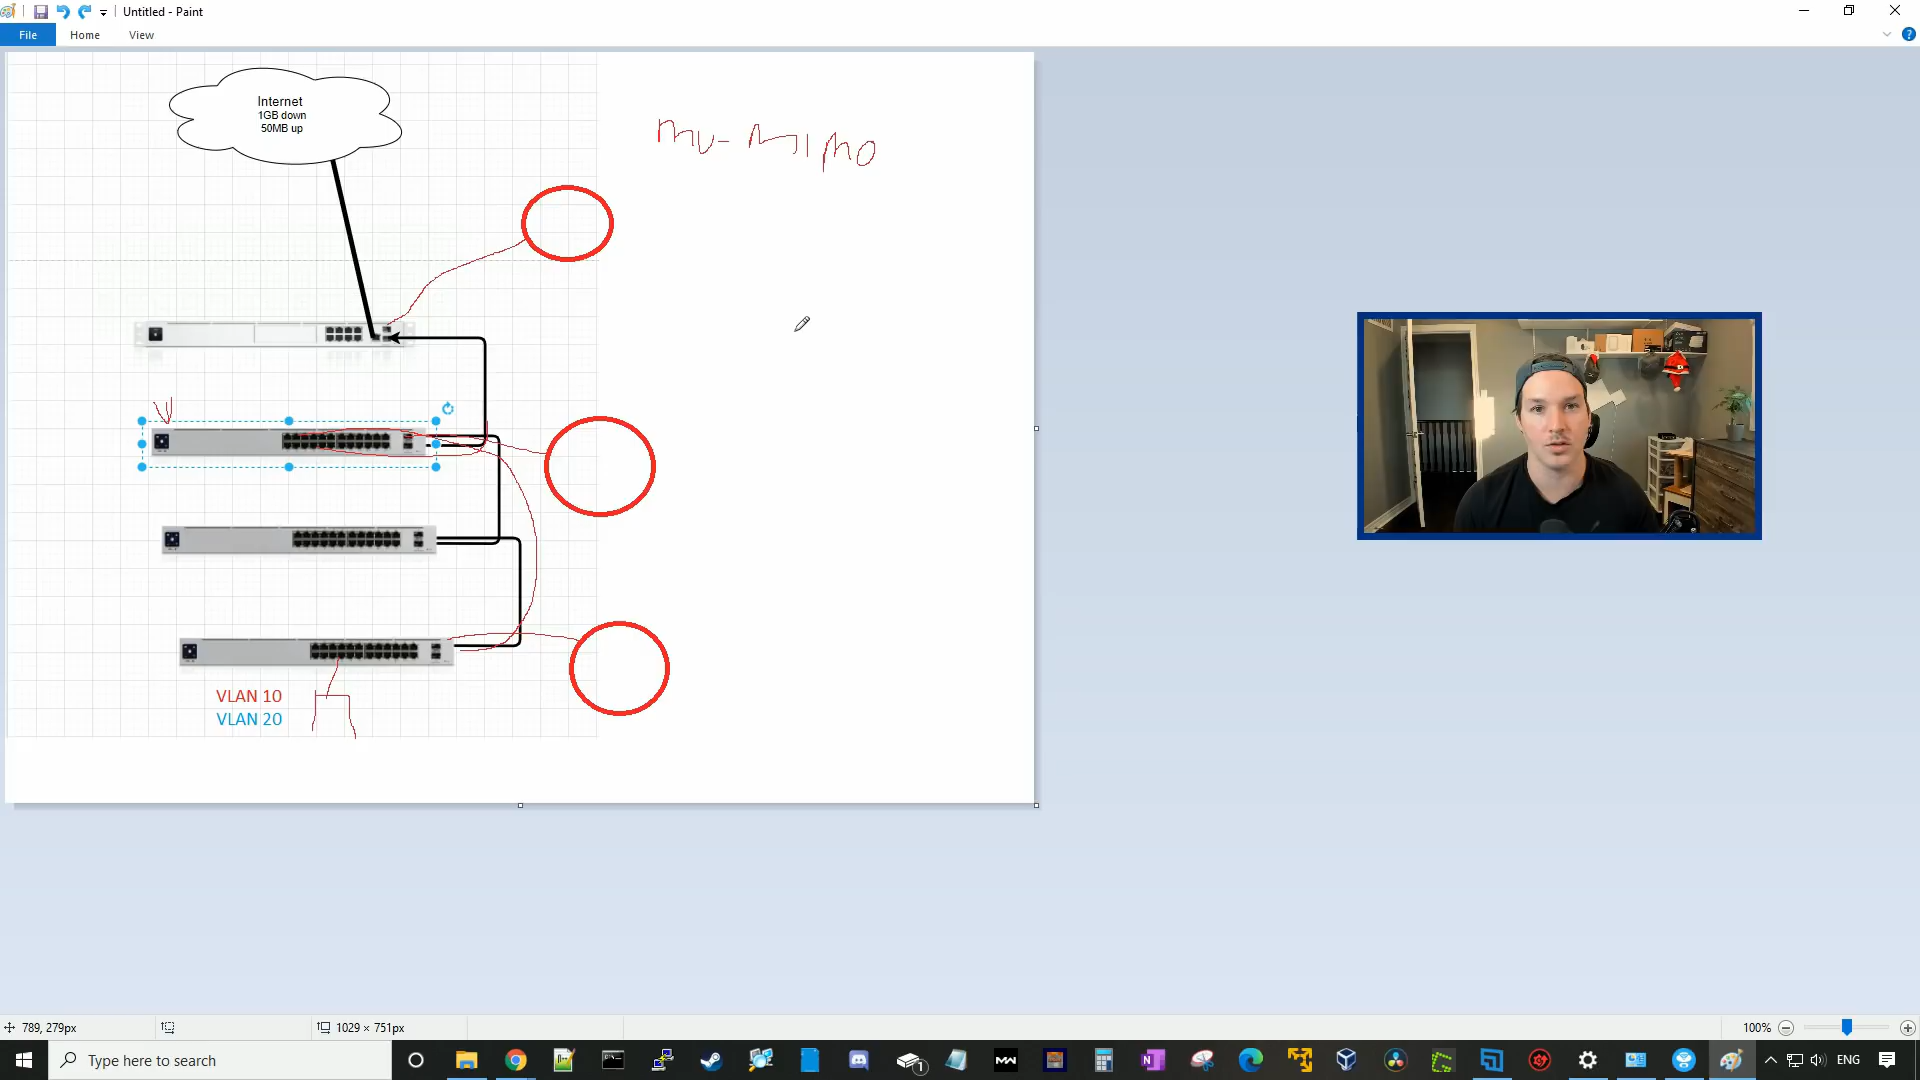 Untitled - Paint
File
Home
View
Internet
1GB down
50MB up
MU-MIMO
VLAN 10
VLAN 20
789, 279px
1029 × 751px
100%
Type here to search
1
ENG